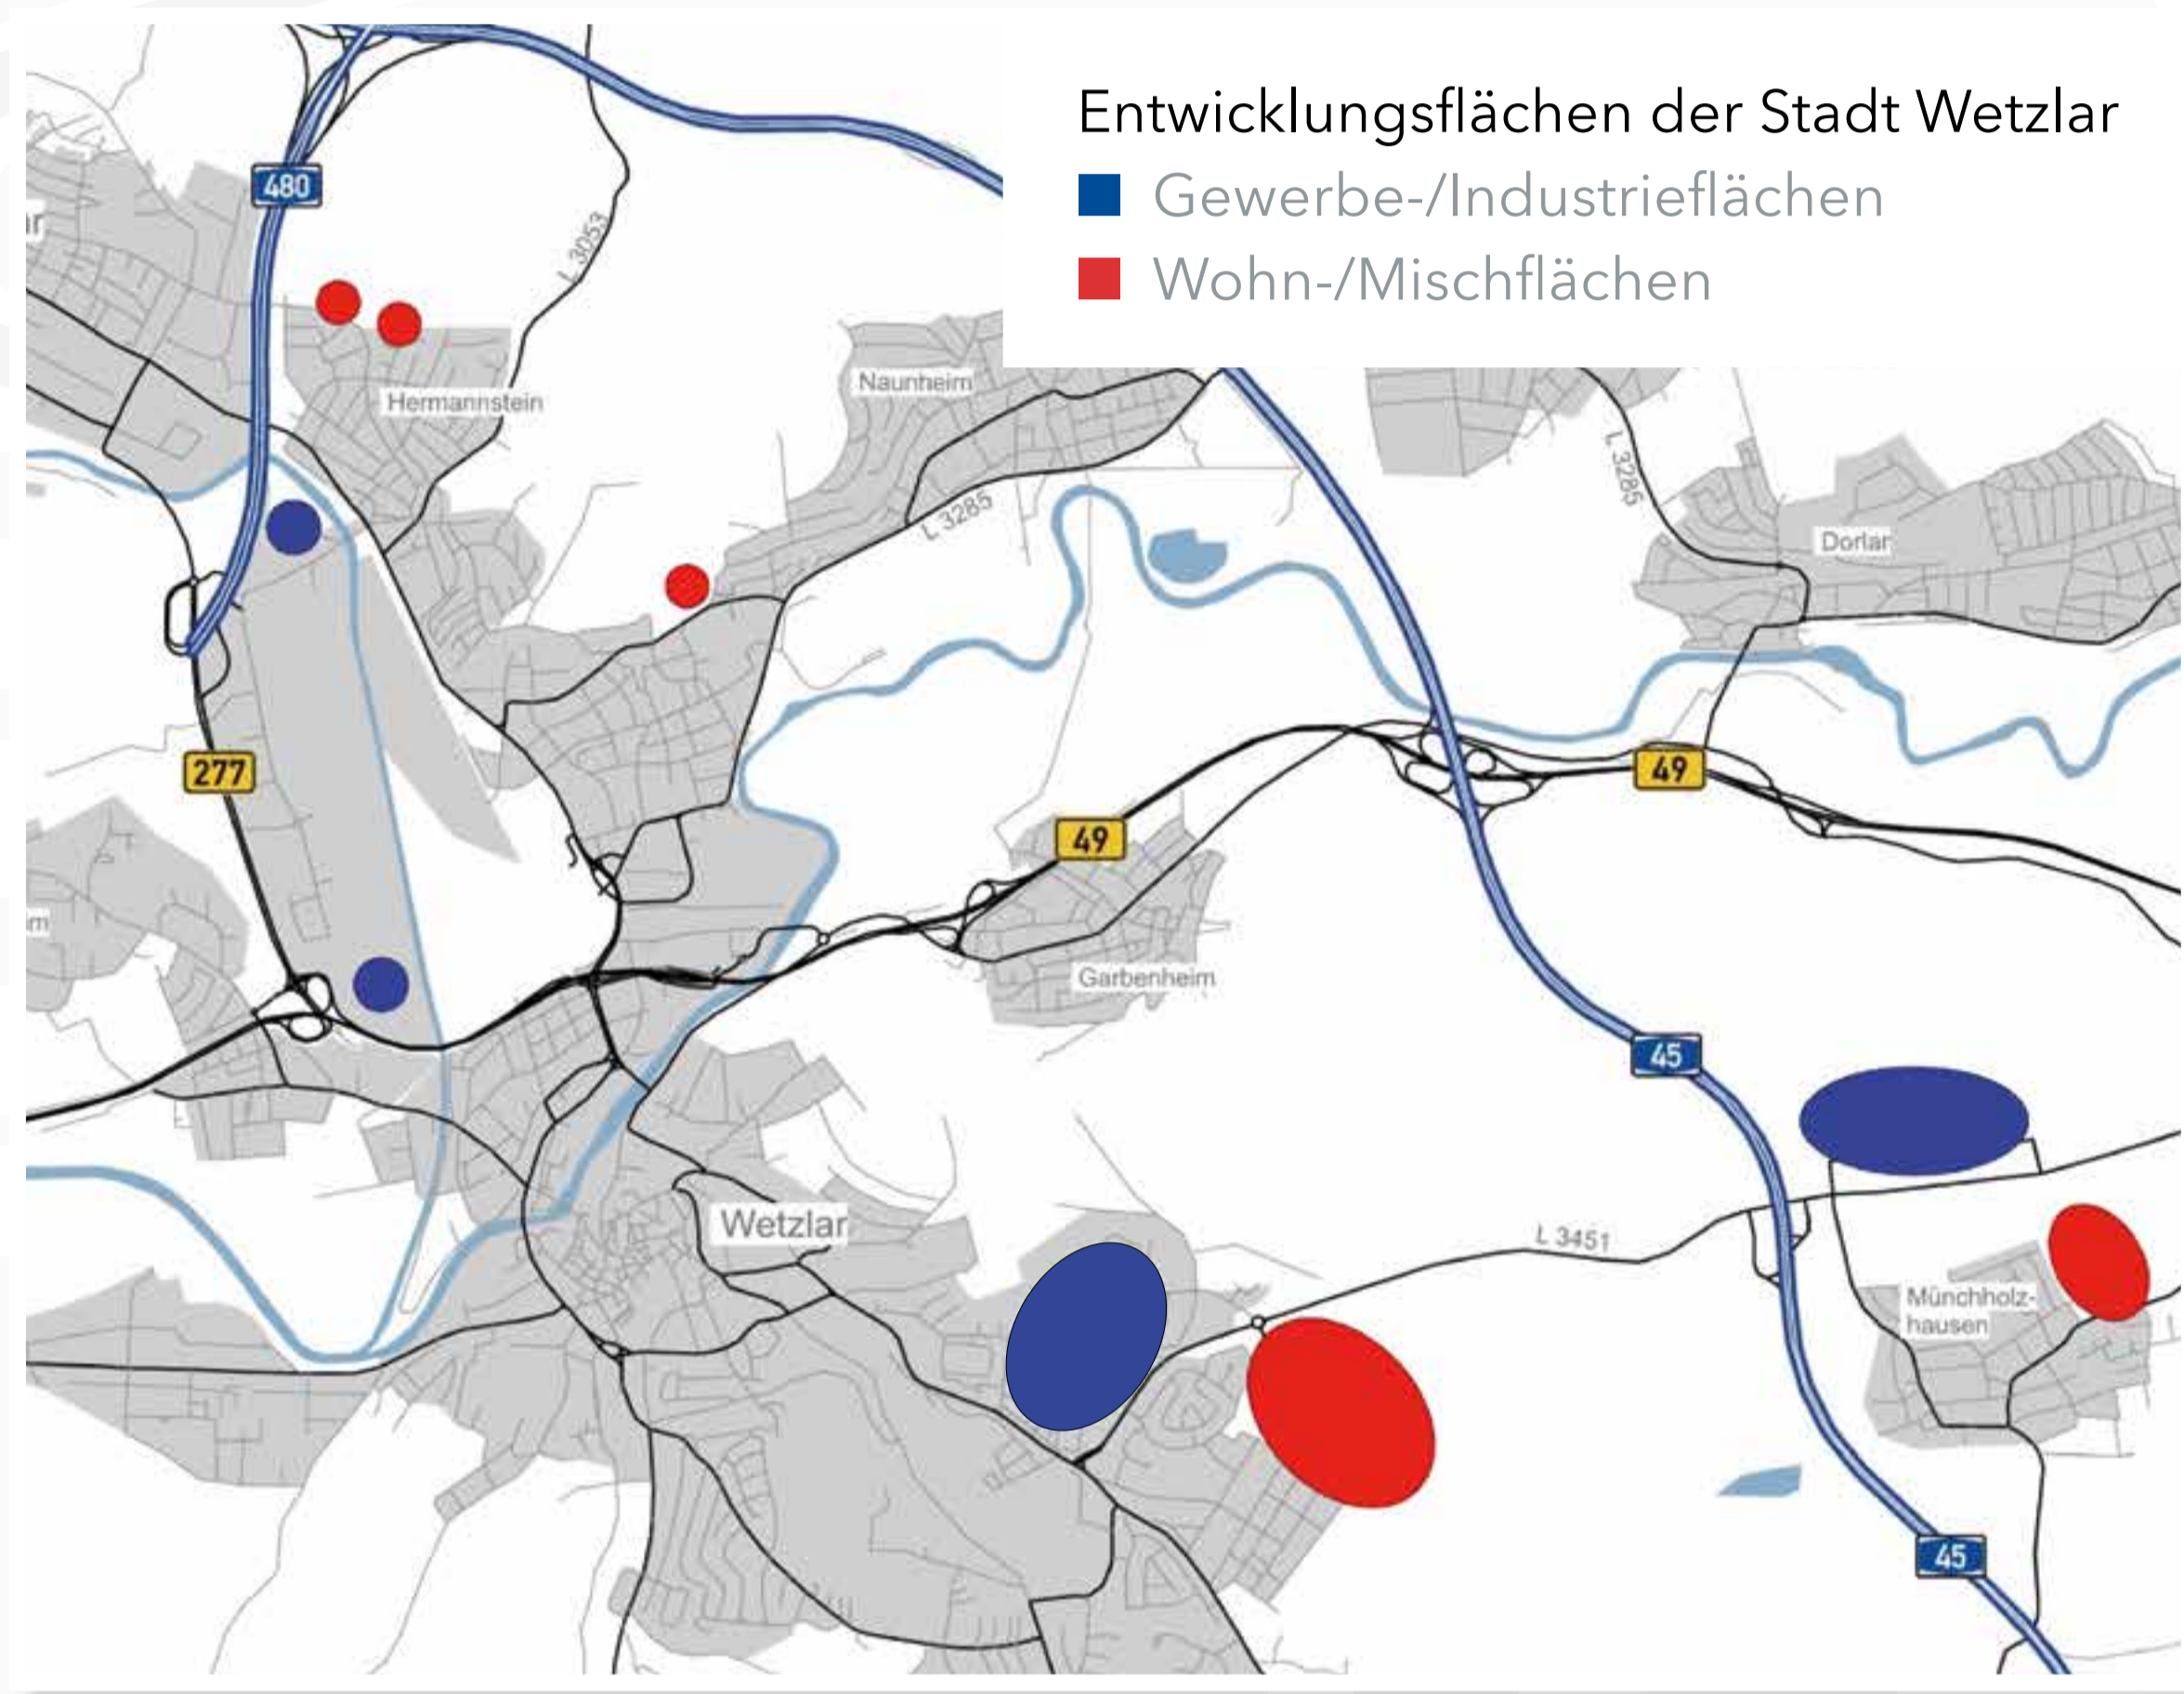 Entwicklungsflächen der Stadt Wetzlar
Gewerbe-/Industrieflächen
Wohn-/Mischflächen
480
L 3053
Hermannstein
Naunheim
L 3285
L 3285
Dorlar
277
49
49
Garbenheim
45
Wetzlar
L 3451
Münchholz-
hausen
45